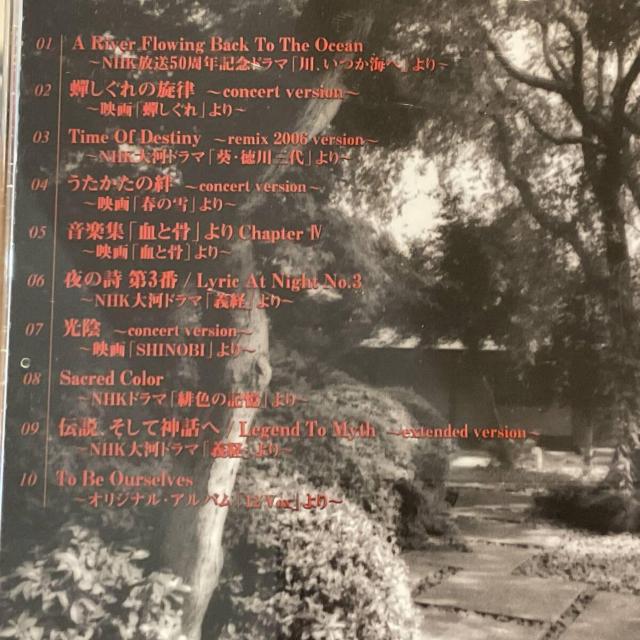 01 A River Flowing Back To The Ocean
～NHK放送50周年記念ドラマ「川、いつか海へ」より～
02 蟬しぐれの旋律 ～concert version～
～映画「蟬しぐれ」より～
03 Time Of Destiny ～remix 2006 version～
～NHK大河ドラマ「葵・徳川三代」より～
04 うたかたの絆 ～concert version～
～映画「春の雪」より～
05 音楽集「血と骨」より Chapter Ⅳ
～映画「血と骨」より～
06 夜の詩 第3番 / Lyric At Night No.3
～NHK大河ドラマ「義経」より～
07 光陰 ～concert version～
～映画「SHINOBI」より～
08 Sacred Color
～NHKドラマ「緋色の記憶」より～
09 伝説、そして神話へ / Legend To Myth ～extended version～
～NHK大河ドラマ「義経」より～
10 To Be Ourselves
～オリジナル・アルバム「 」より～